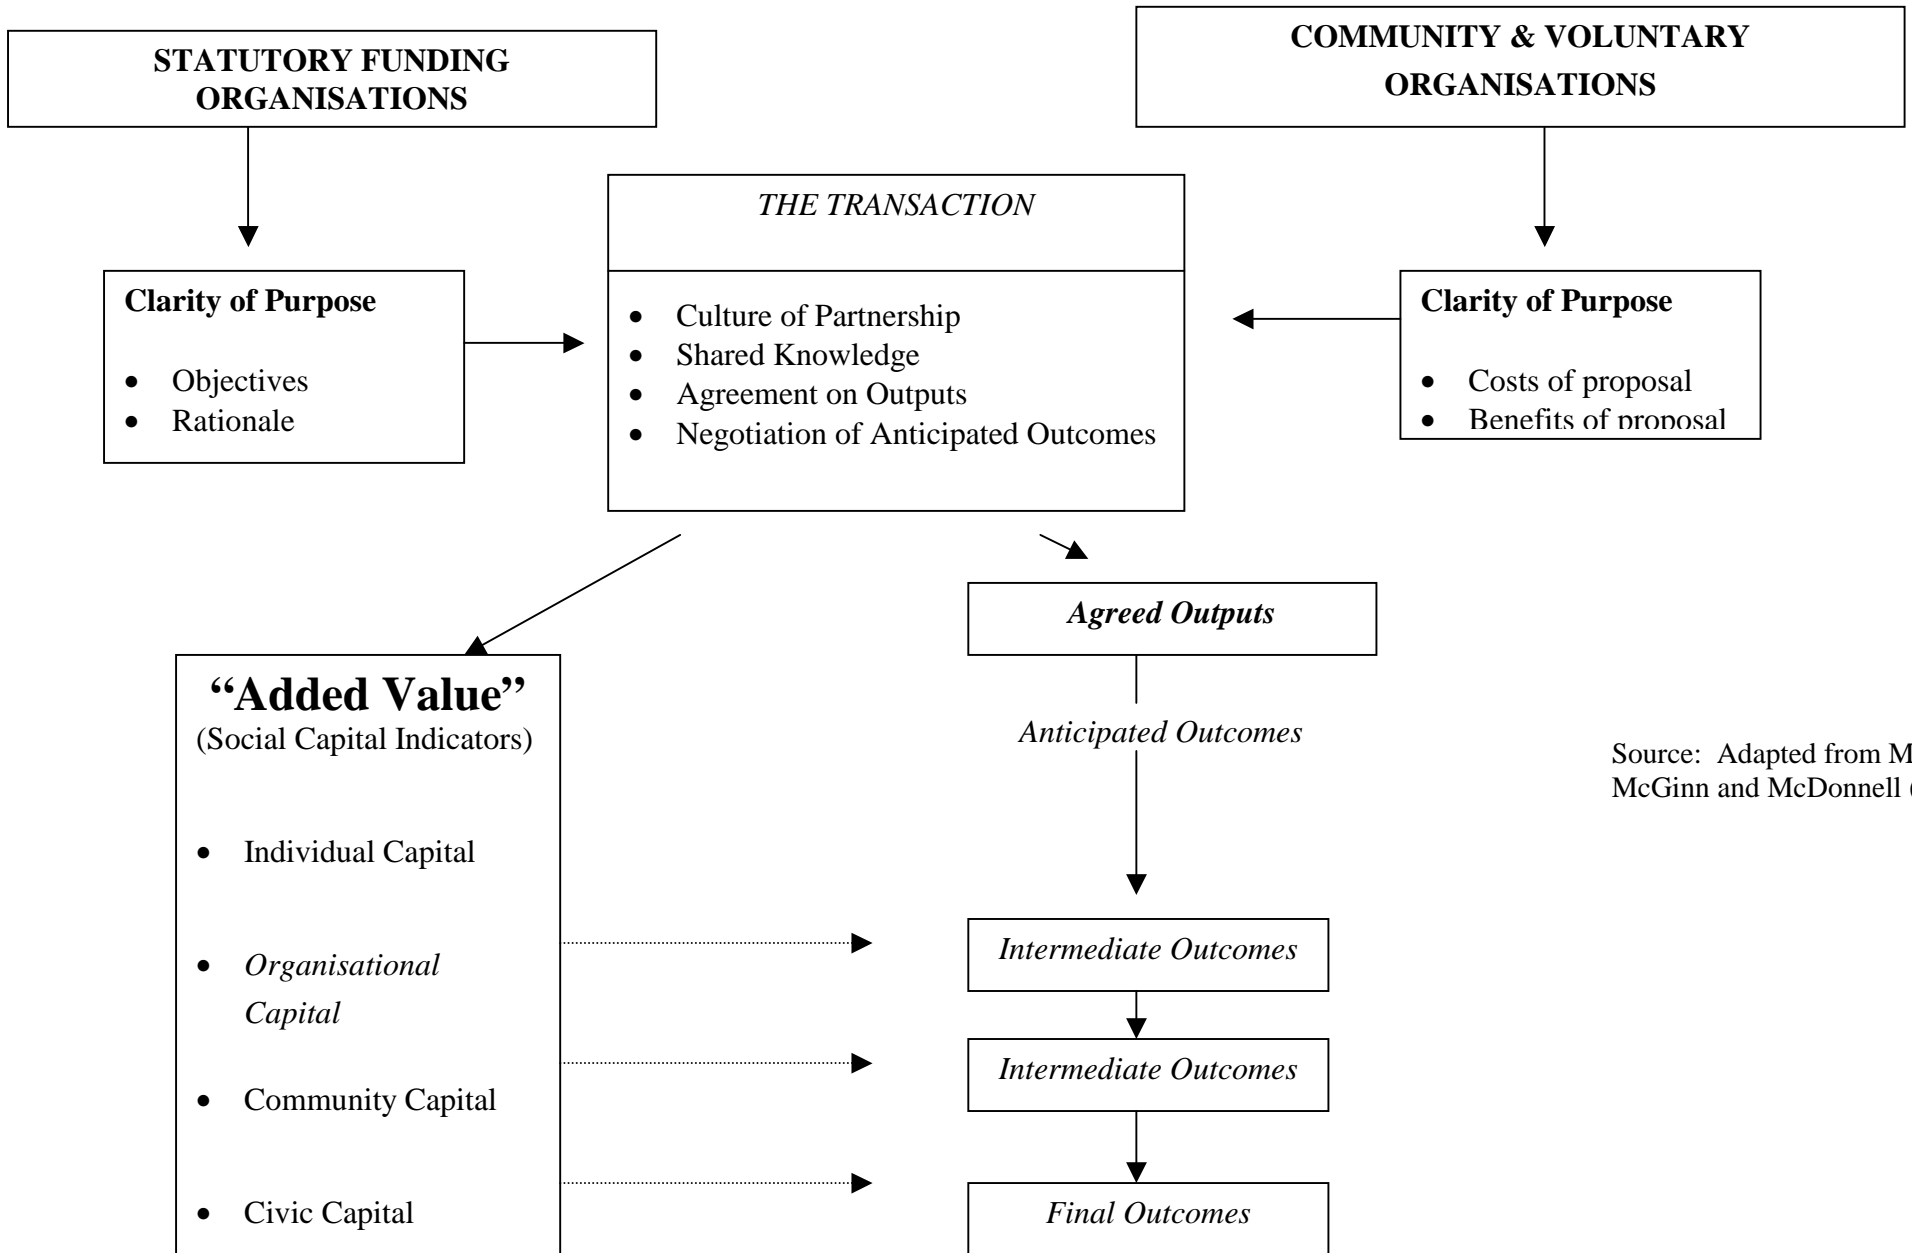 STATUTORY FUNDING
ORGANISATIONS
COMMUNITY & VOLUNTARY
ORGANISATIONS
THE TRANSACTION
• Culture of Partnership
• Shared Knowledge
• Agreement on Outputs
• Negotiation of Anticipated Outcomes
Clarity of Purpose
• Objectives
• Rationale
Clarity of Purpose
• Costs of proposal
• Benefits of proposal
Agreed Outputs
“Added Value”
(Social Capital Indicators)
• Individual Capital
• Organisational
Capital
• Community Capital
• Civic Capital
Anticipated Outcomes
Source: Adapted from M
McGinn and McDonnell (
Intermediate Outcomes
Intermediate Outcomes
Final Outcomes